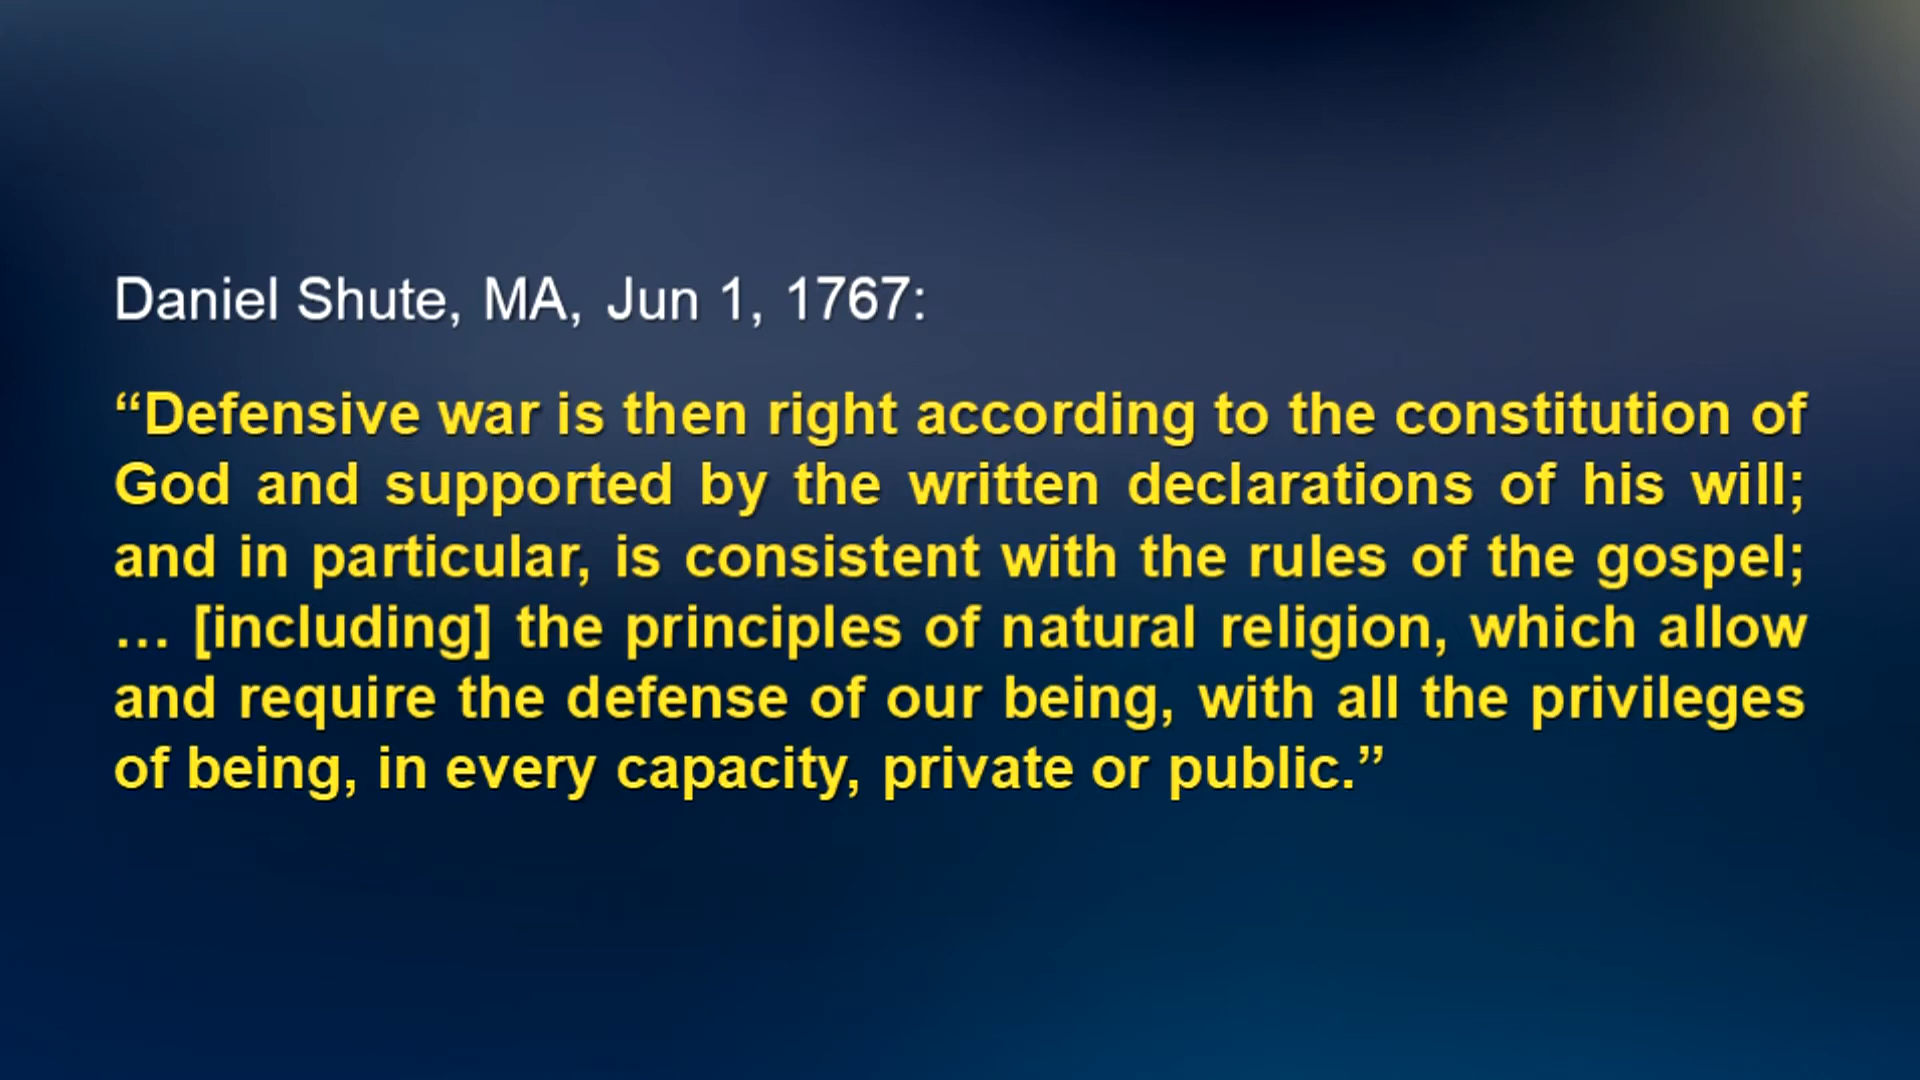 Daniel Shute, MA, Jun 1, 1767:
“Defensive war is then right according to the constitution of
God and supported by the written declarations of his will;
and in particular, is consistent with the rules of the gospel;
… [including] the principles of natural religion, which allow
and require the defense of our being, with all the privileges
of being, in every capacity, private or public.”